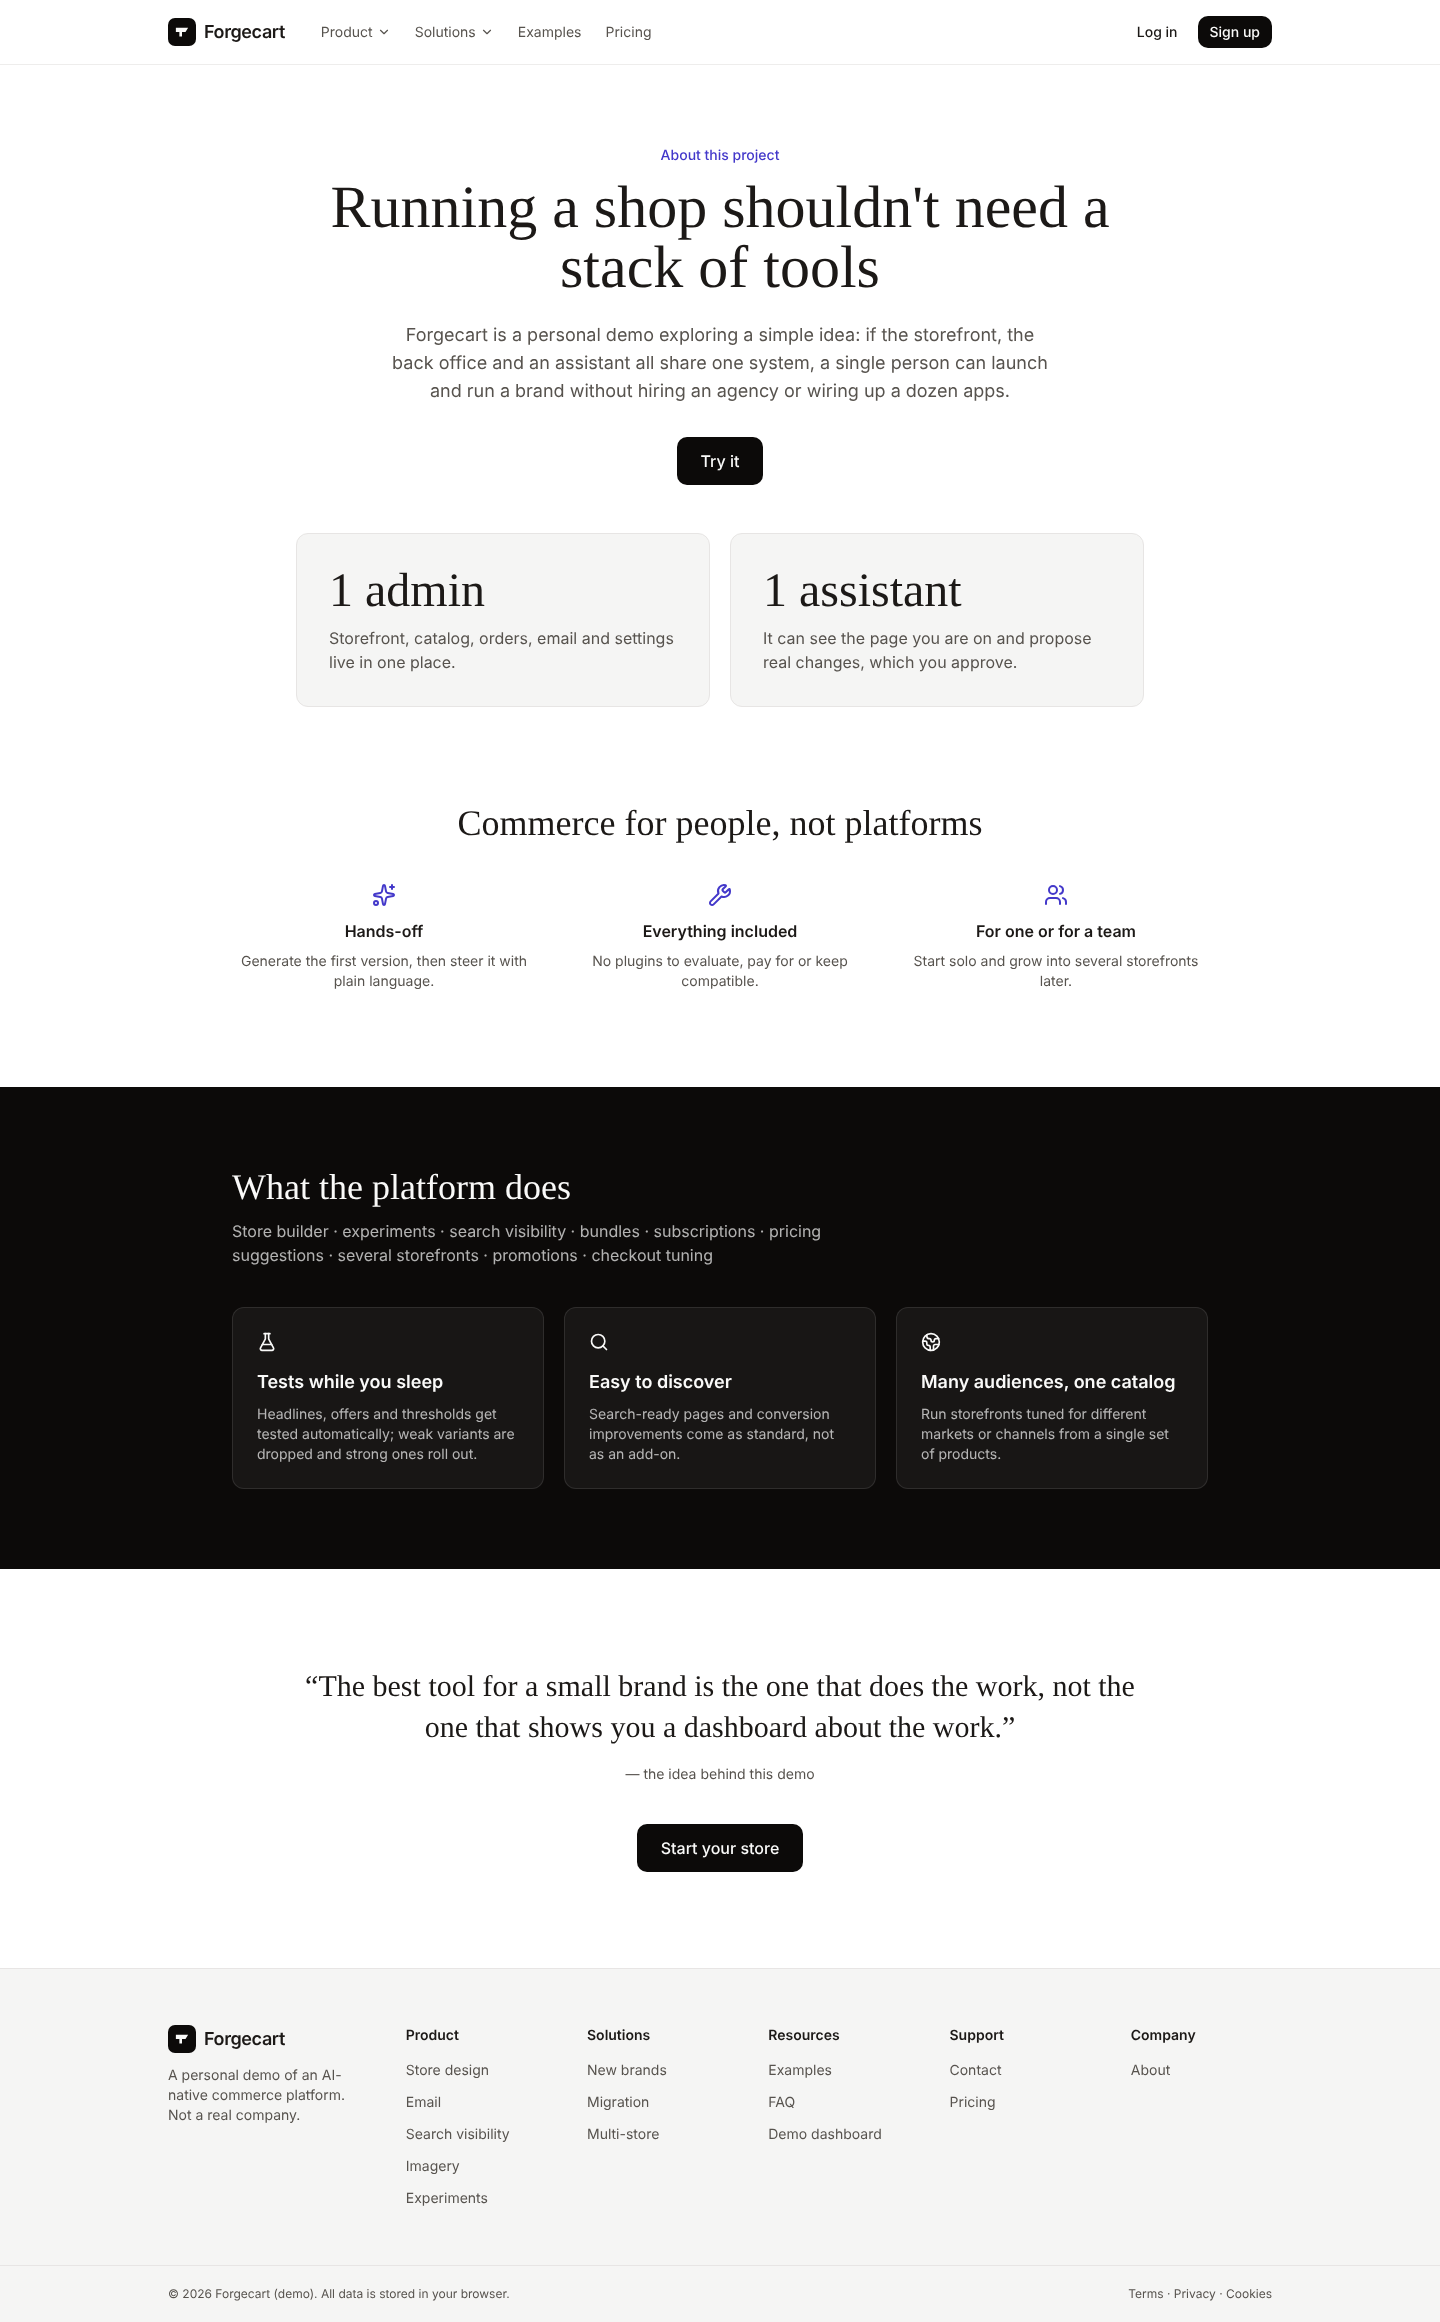 Forgecart
Product
Solutions
Examples
Pricing
Log in
Sign up
About this project
Running a shop shouldn't need a
stack of tools
Forgecart is a personal demo exploring a simple idea: if the storefront, the
back office and an assistant all share one system, a single person can launch
and run a brand without hiring an agency or wiring up a dozen apps.
Try it
1 admin
Storefront, catalog, orders, email and settings
live in one place.
1 assistant
It can see the page you are on and propose
real changes, which you approve.
Commerce for people, not platforms
Hands-off
Generate the first version, then steer it with
plain language.
Everything included
No plugins to evaluate, pay for or keep
compatible.
For one or for a team
Start solo and grow into several storefronts
later.
What the platform does
Store builder · experiments · search visibility · bundles · subscriptions · pricing
suggestions · several storefronts · promotions · checkout tuning
Tests while you sleep
Headlines, offers and thresholds get
tested automatically; weak variants are
dropped and strong ones roll out.
Easy to discover
Search-ready pages and conversion
improvements come as standard, not
as an add-on.
Many audiences, one catalog
Run storefronts tuned for different
markets or channels from a single set
of products.
“The best tool for a small brand is the one that does the work, not the
one that shows you a dashboard about the work.”
— the idea behind this demo
Start your store
Forgecart
A personal demo of an AI-
native commerce platform.
Not a real company.
Product
Store design
Email
Search visibility
Imagery
Experiments
Solutions
New brands
Migration
Multi-store
Resources
Examples
FAQ
Demo dashboard
Support
Contact
Pricing
Company
About
© 2026 Forgecart (demo). All data is stored in your browser.
Terms · Privacy · Cookies